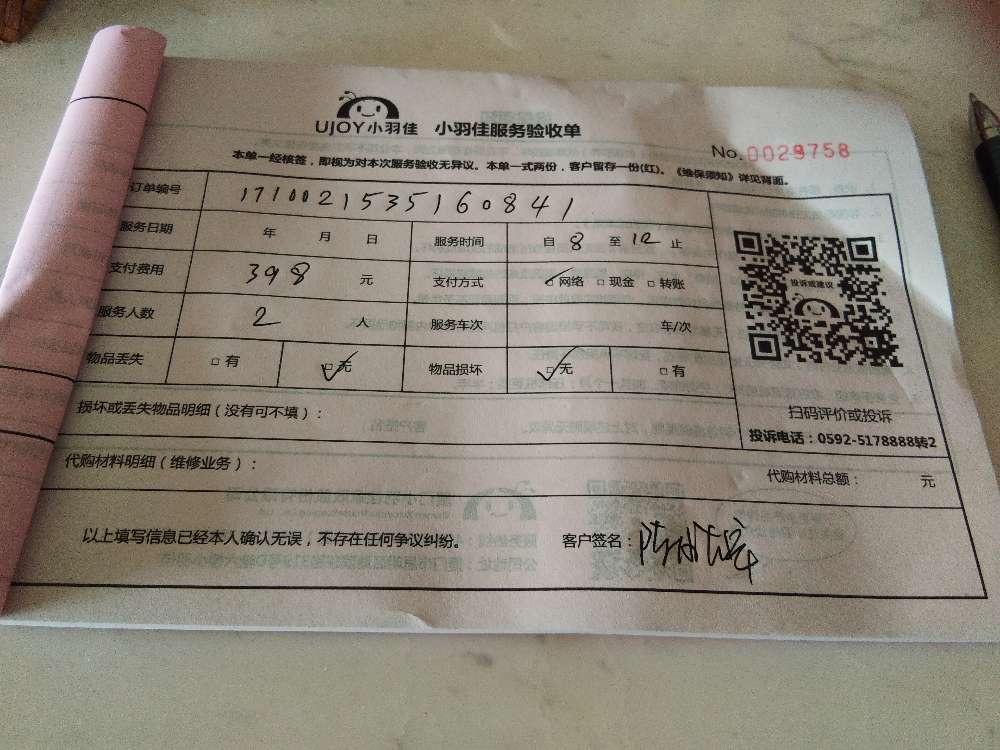 UJOY小羽佳 小羽佳服务验收单
No.0029758
本单一经核签，即视为对本次服务验收无异议。本单一式两份，客户留存一份(红)。《维保须知》详见背面。
订单编号 1710021535160841
服务日期 年 月 日 服务时间 自 8 至 12 止
支付费用 398 元 支付方式 ✓网络 □现金 □转账
服务人数 2 人 服务车次 车/次
物品丢失 □有 ☑无 物品损坏 ☑无 □有
投诉或建议
扫码评价或投诉
投诉电话：0592-5178888转2
损坏或丢失物品明细（没有可不填）：
代购材料明细（维修业务）： 代购材料总额： 元
以上填写信息已经本人确认无误，不存在任何争议纠纷。 客户签名：